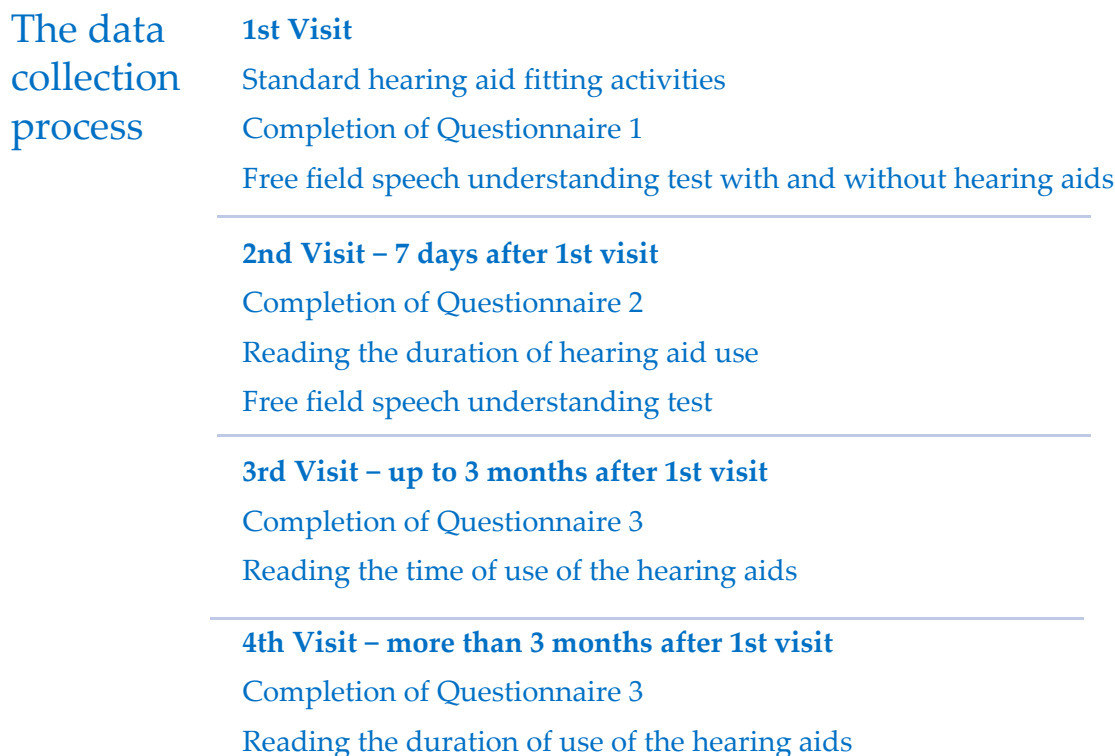 The data
collection
process
1st Visit
Standard hearing aid fitting activities
Completion of Questionnaire 1
Free field speech understanding test with and without hearing aids
2nd Visit – 7 days after 1st visit
Completion of Questionnaire 2
Reading the duration of hearing aid use
Free field speech understanding test
3rd Visit – up to 3 months after 1st visit
Completion of Questionnaire 3
Reading the time of use of the hearing aids
4th Visit – more than 3 months after 1st visit
Completion of Questionnaire 3
Reading the duration of use of the hearing aids